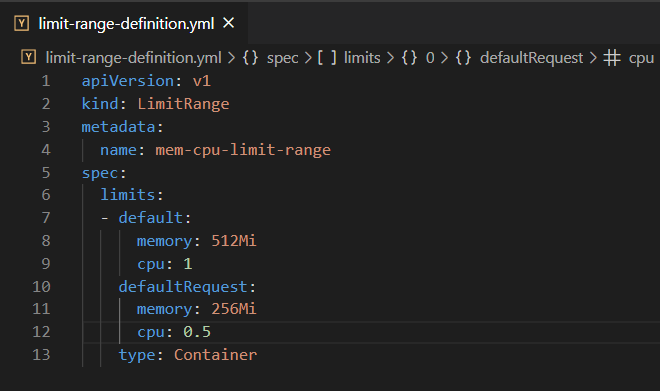 limit-range-definition.yml ×
limit-range-definition.yml > {} spec > [ ] limits > {} 0 > {} defaultRequest > # cpu
1 apiVersion: v1
2 kind: LimitRange
3 metadata:
4   name: mem-cpu-limit-range
5 spec:
6   limits:
7   - default:
8       memory: 512Mi
9       cpu: 1
10     defaultRequest:
11       memory: 256Mi
12       cpu: 0.5
13     type: Container